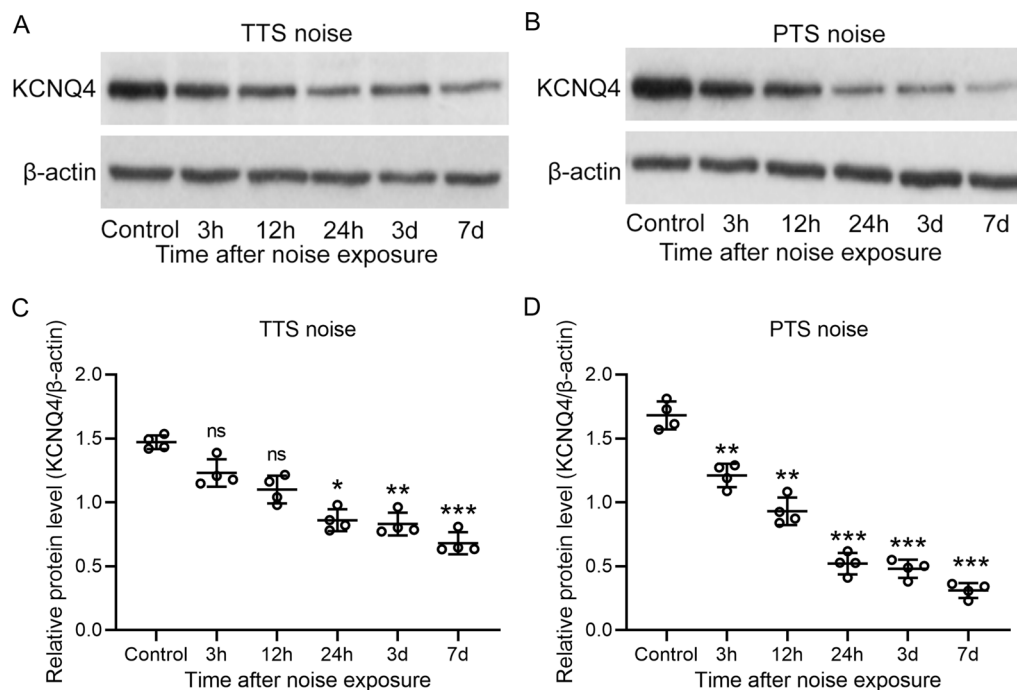 A
TTS noise
KCNQ4
β-actin
Control 3h 12h 24h 3d 7d
Time after noise exposure
B
PTS noise
KCNQ4
β-actin
Control 3h 12h 24h 3d 7d
Time after noise exposure
C
TTS noise
Relative protein level (KCNQ4/β-actin)
2.0
1.5
1.0
0.5
0.0
ns
ns
*
**
***
Control 3h 12h 24h 3d 7d
Time after noise exposure
D
PTS noise
Relative protein level (KCNQ4/β-actin)
2.0
1.5
1.0
0.5
0.0
**
**
***
***
***
Control 3h 12h 24h 3d 7d
Time after noise exposure